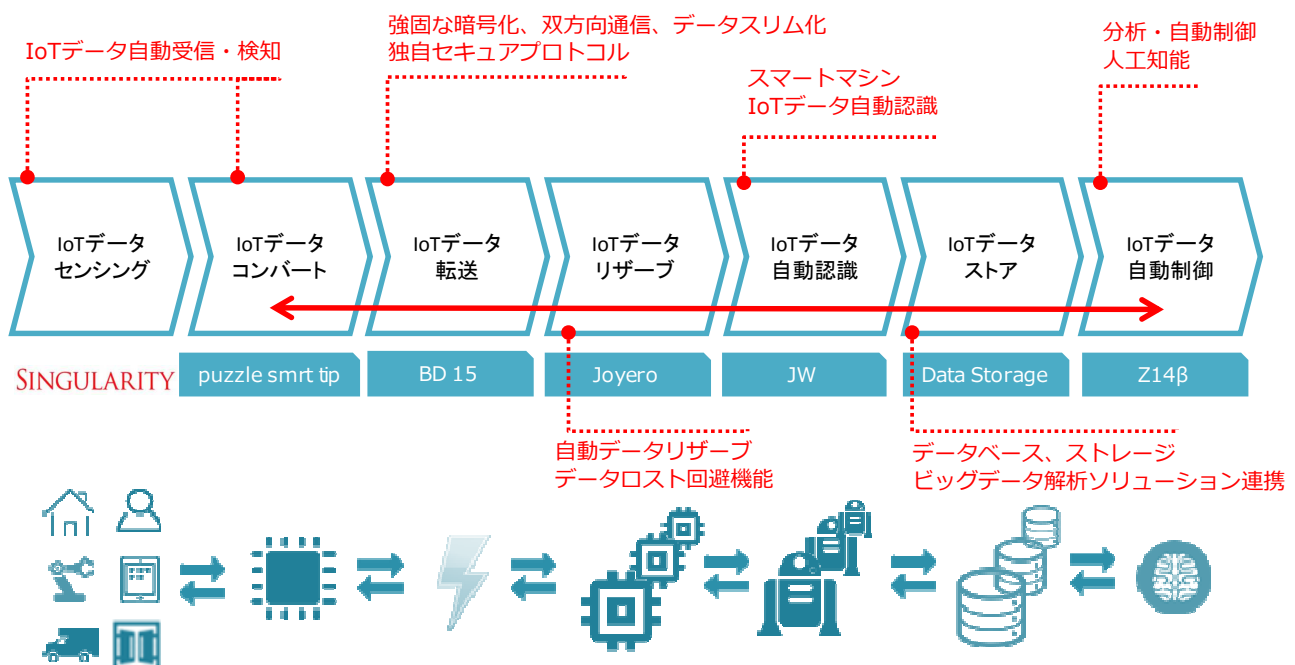 IoTデータ自動受信・検知
強固な暗号化、双方向通信、データスリム化
独自セキュアプロトコル
スマートマシン
IoTデータ自動認識
分析・自動制御
人工知能
IoTデータ
センシング
IoTデータ
コンバート
IoTデータ
転送
IoTデータ
リザーブ
IoTデータ
自動認識
IoTデータ
ストア
IoTデータ
自動制御
SINGULARITY
puzzle smrt tip
BD 15
Joyero
JW
Data Storage
Z14β
自動データリザーブ
データロスト回避機能
データベース、ストレージ
ビッグデータ解析ソリューション連携